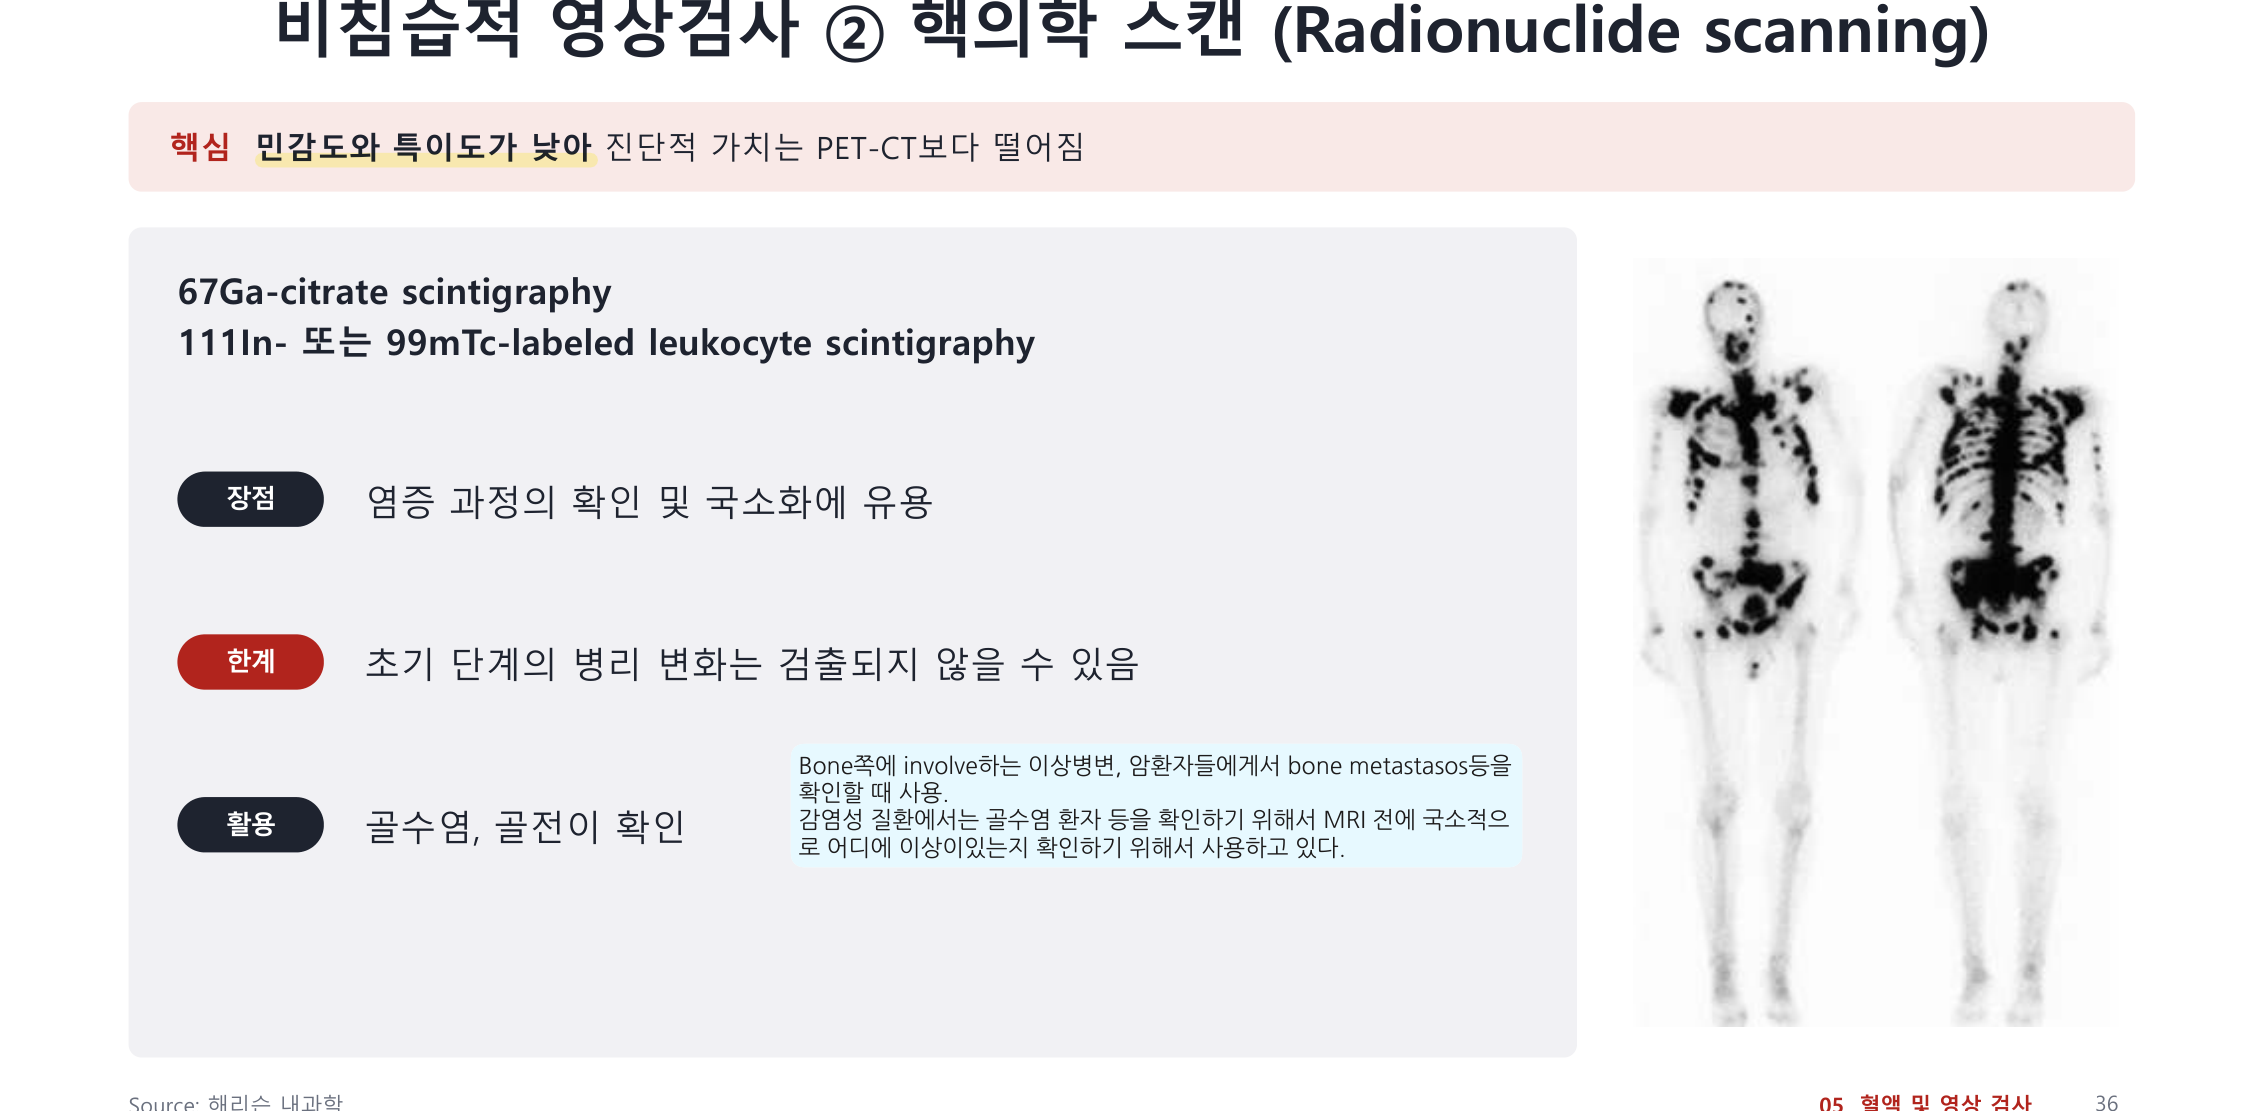 비침습적 영상검사 ② 핵의학 스캔 (Radionuclide scanning)
핵심 민감도와 특이도가 낮아 진단적 가치는 PET-CT보다 떨어짐
67Ga-citrate scintigraphy
111In- 또는 99mTc-labeled leukocyte scintigraphy
장점 염증 과정의 확인 및 국소화에 유용
한계 초기 단계의 병리 변화는 검출되지 않을 수 있음
활용 골수염, 골전이 확인
Bone쪽에 involve하는 이상병변, 암환자들에게서 bone metastasos등을
확인할 때 사용.
감염성 질환에서는 골수염 환자 등을 확인하기 위해서 MRI 전에 국소적으
로 어디에 이상이있는지 확인하기 위해서 사용하고 있다.
Source: 해리슨 내과학
05 혈액 및 영상 검사 36